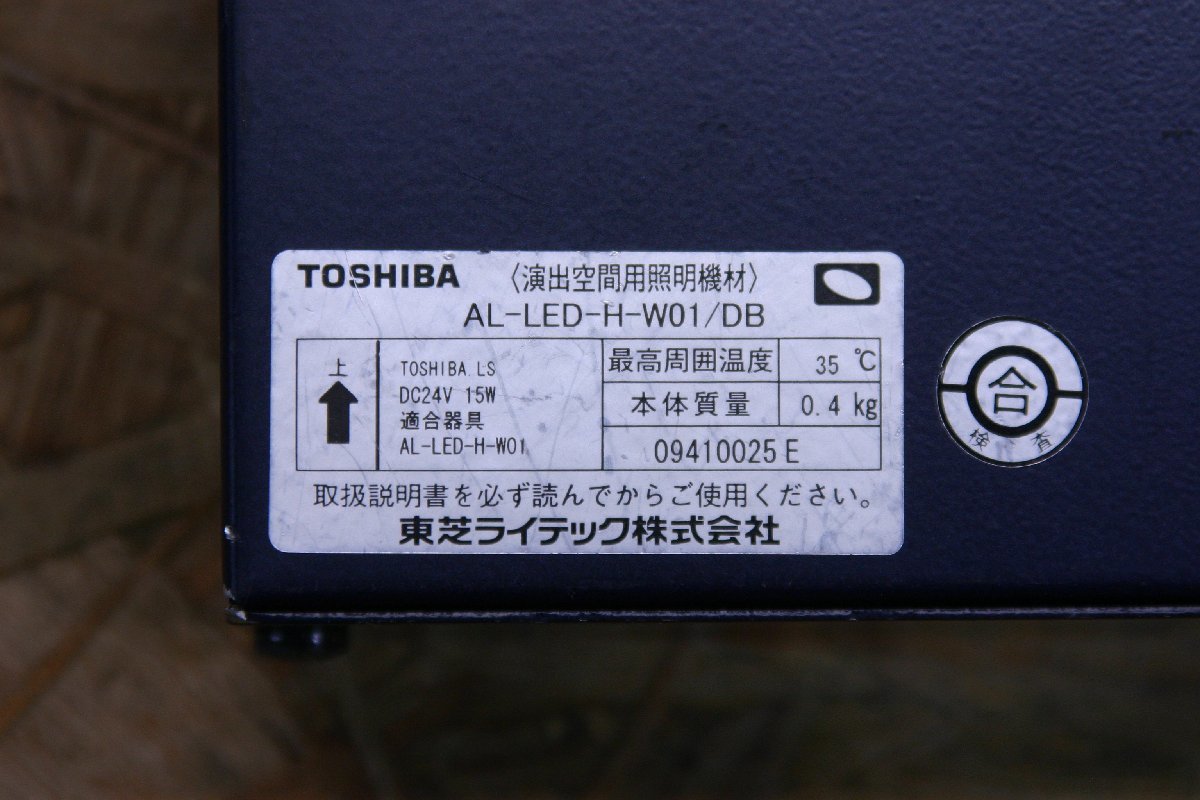 TOSHIBA 〈演出空間用照明機材〉
AL-LED-H-W01/DB
上
TOSHIBA LS
DC24V 15W
適合器具
AL-LED-H-W01
最高周囲温度 35 ℃
本体質量 0.4 kg
09410025 E
取扱説明書を必ず読んでからご使用ください。
東芝ライテック株式会社
合
検査